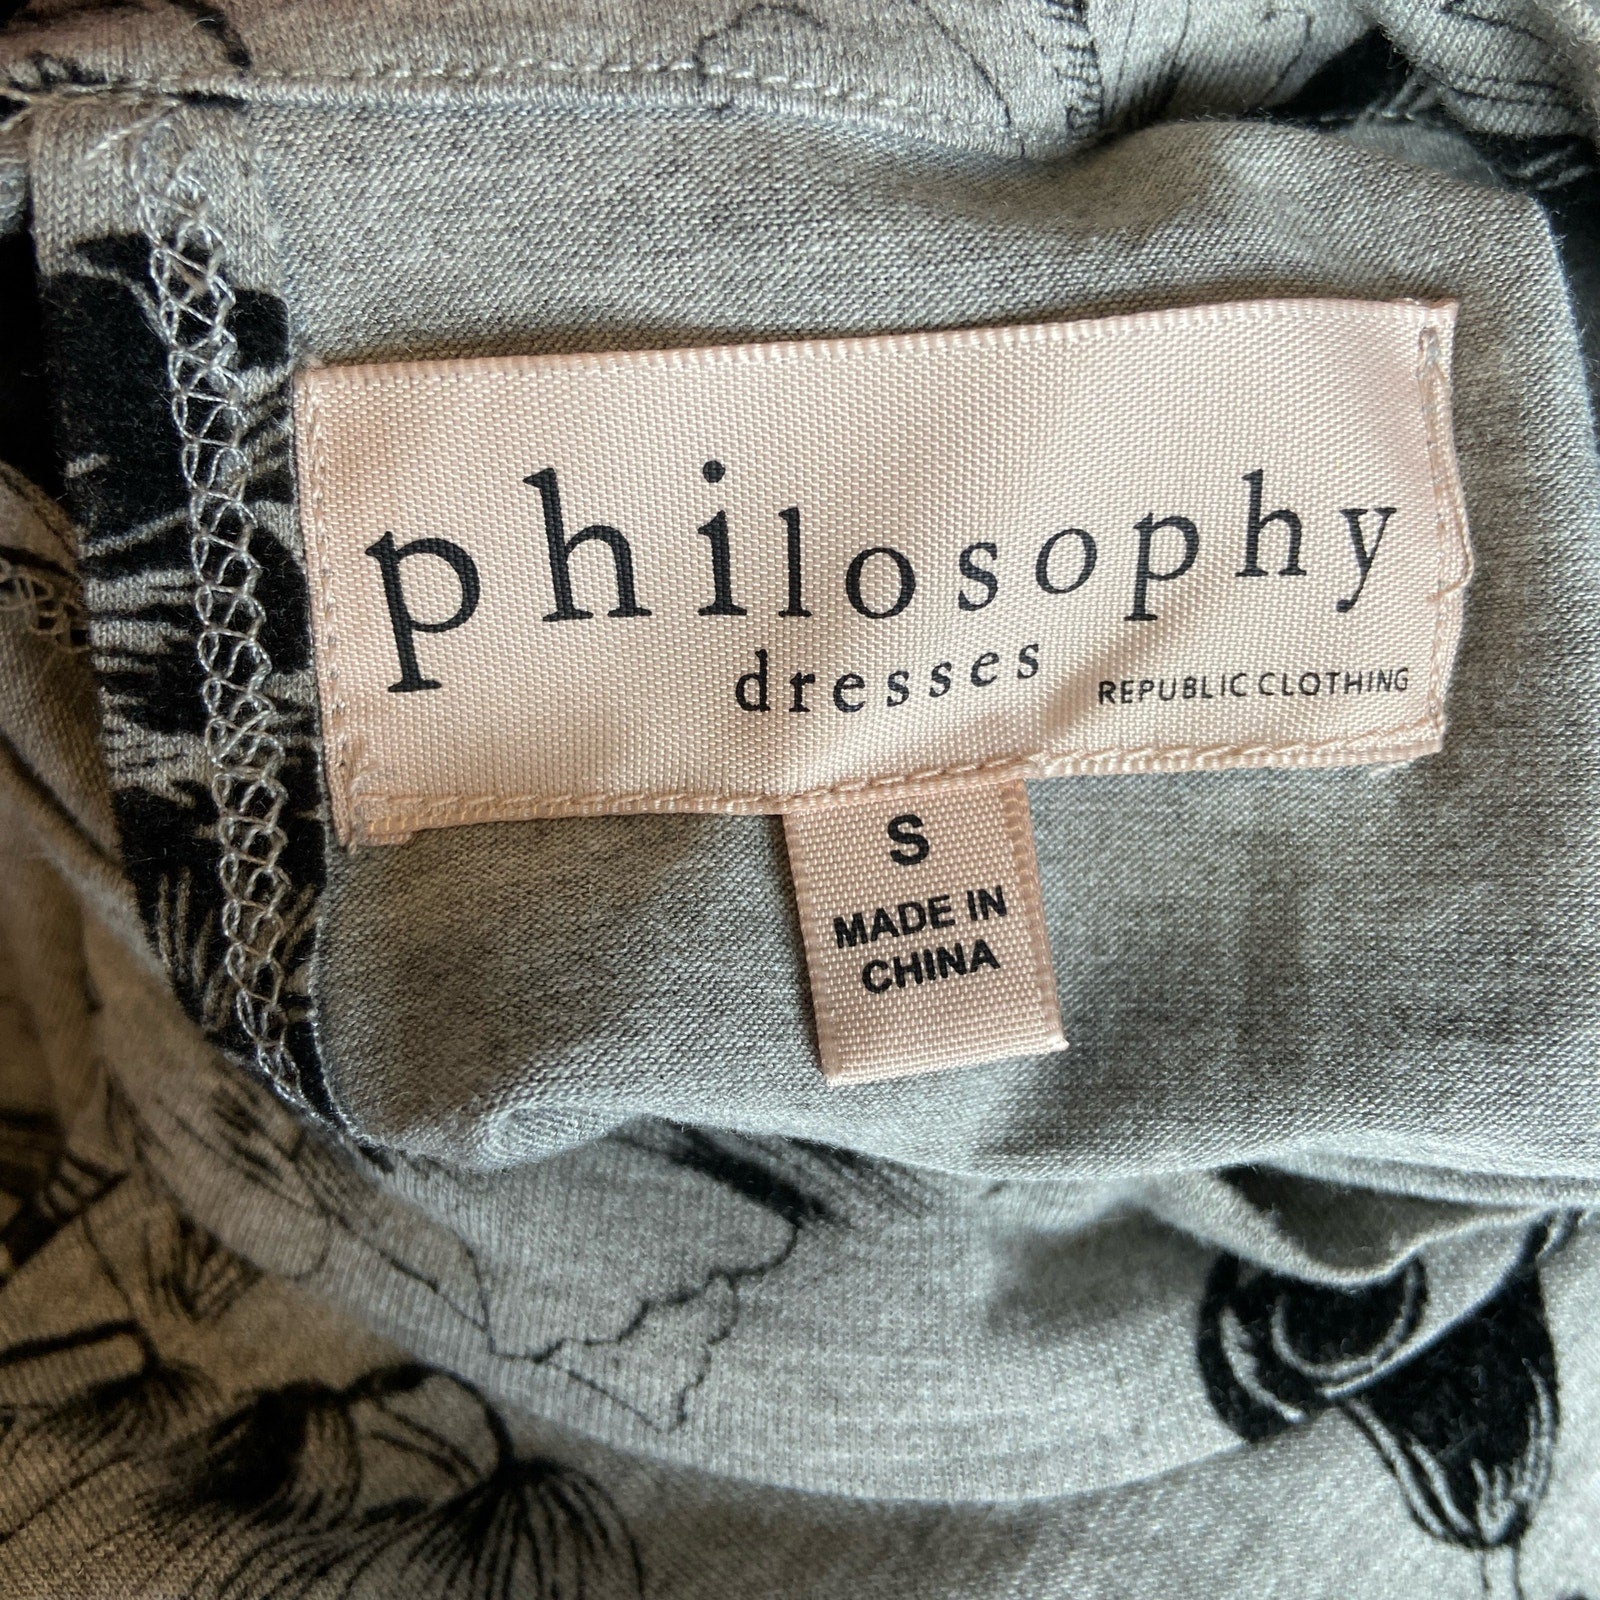 philosophy
dresses
REPUBLIC CLOTHING
S
MADE IN
CHINA